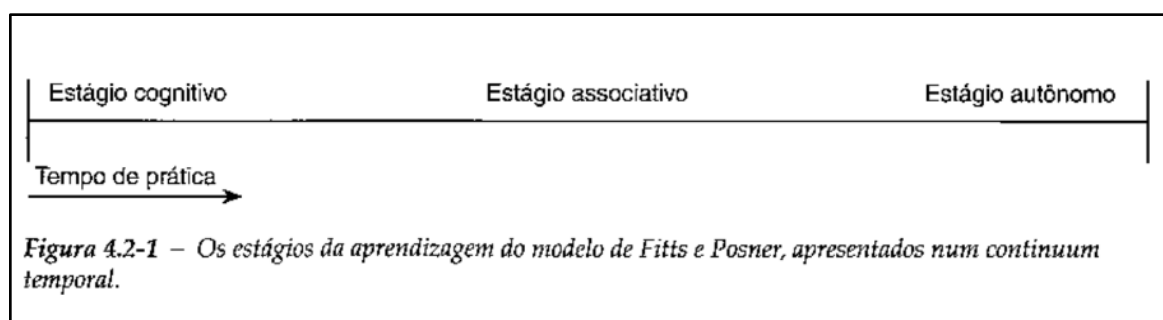 Estágio cognitivo Estágio associativo Estágio autônomo
Tempo de prática
Figura 4.2-1 – Os estágios da aprendizagem do modelo de Fitts e Posner, apresentados num continuum
temporal.